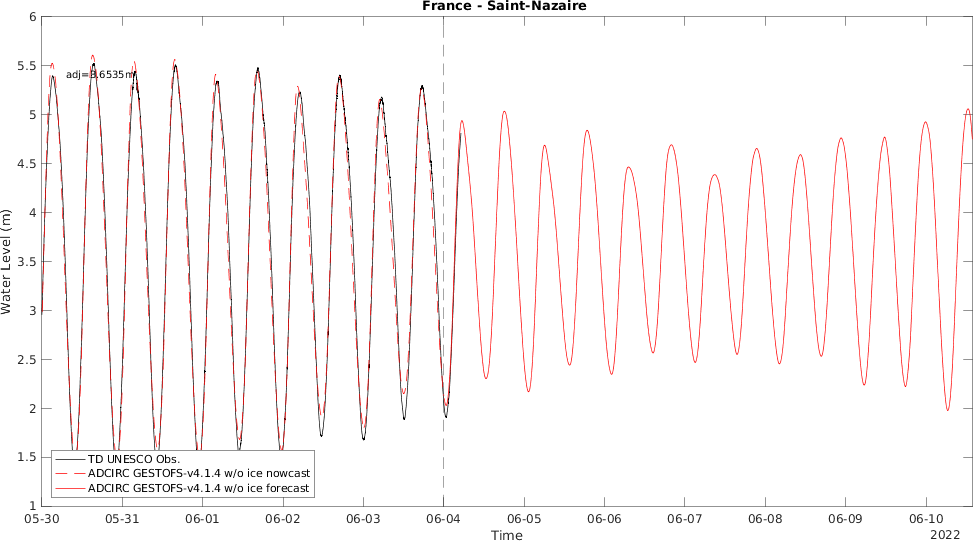 France - Saint-Nazaire
6
5.5
5
4.5
4
3.5
3
2.5
2
1.5
1
Water Level (m)
adj=3.6535m
TD UNESCO Obs.
ADCIRC GESTOFS-v4.1.4 w/o ice nowcast
ADCIRC GESTOFS-v4.1.4 w/o ice forecast
05-30 05-31 06-01 06-02 06-03 06-04 06-05 06-06 06-07 06-08 06-09 06-10
Time
2022